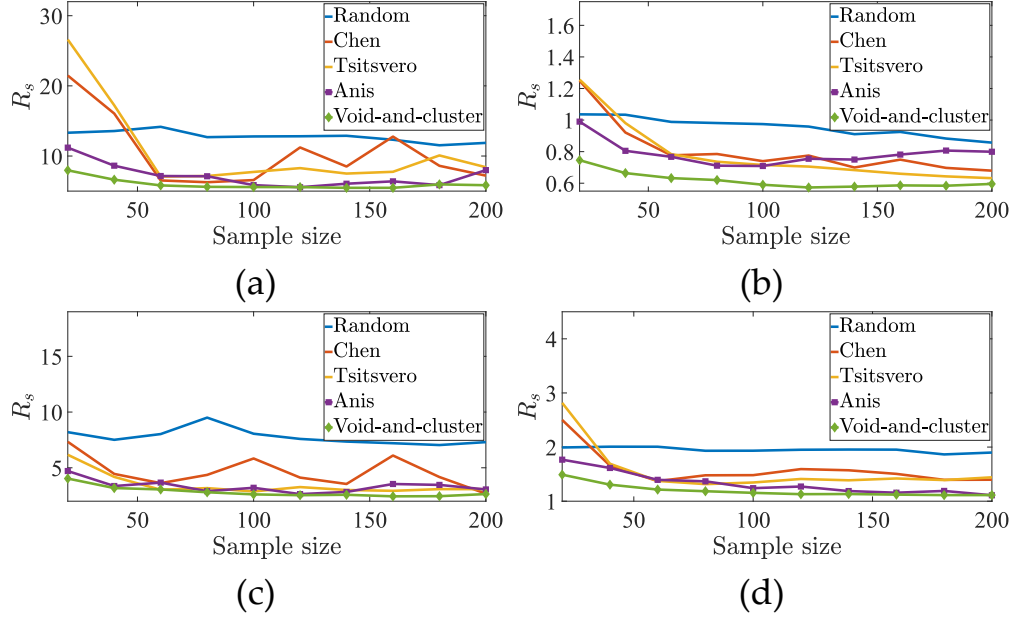 30
20
10
R_s
50
100
150
200
Sample size
Random
Chen
Tsitsvero
Anis
Void-and-cluster
(a)
1.6
1.4
1.2
1
0.8
0.6
R_s
50
100
150
200
Sample size
Random
Chen
Tsitsvero
Anis
Void-and-cluster
(b)
15
10
5
R_s
50
100
150
200
Sample size
Random
Chen
Tsitsvero
Anis
Void-and-cluster
(c)
4
3
2
1
R_s
50
100
150
200
Sample size
Random
Chen
Tsitsvero
Anis
Void-and-cluster
(d)